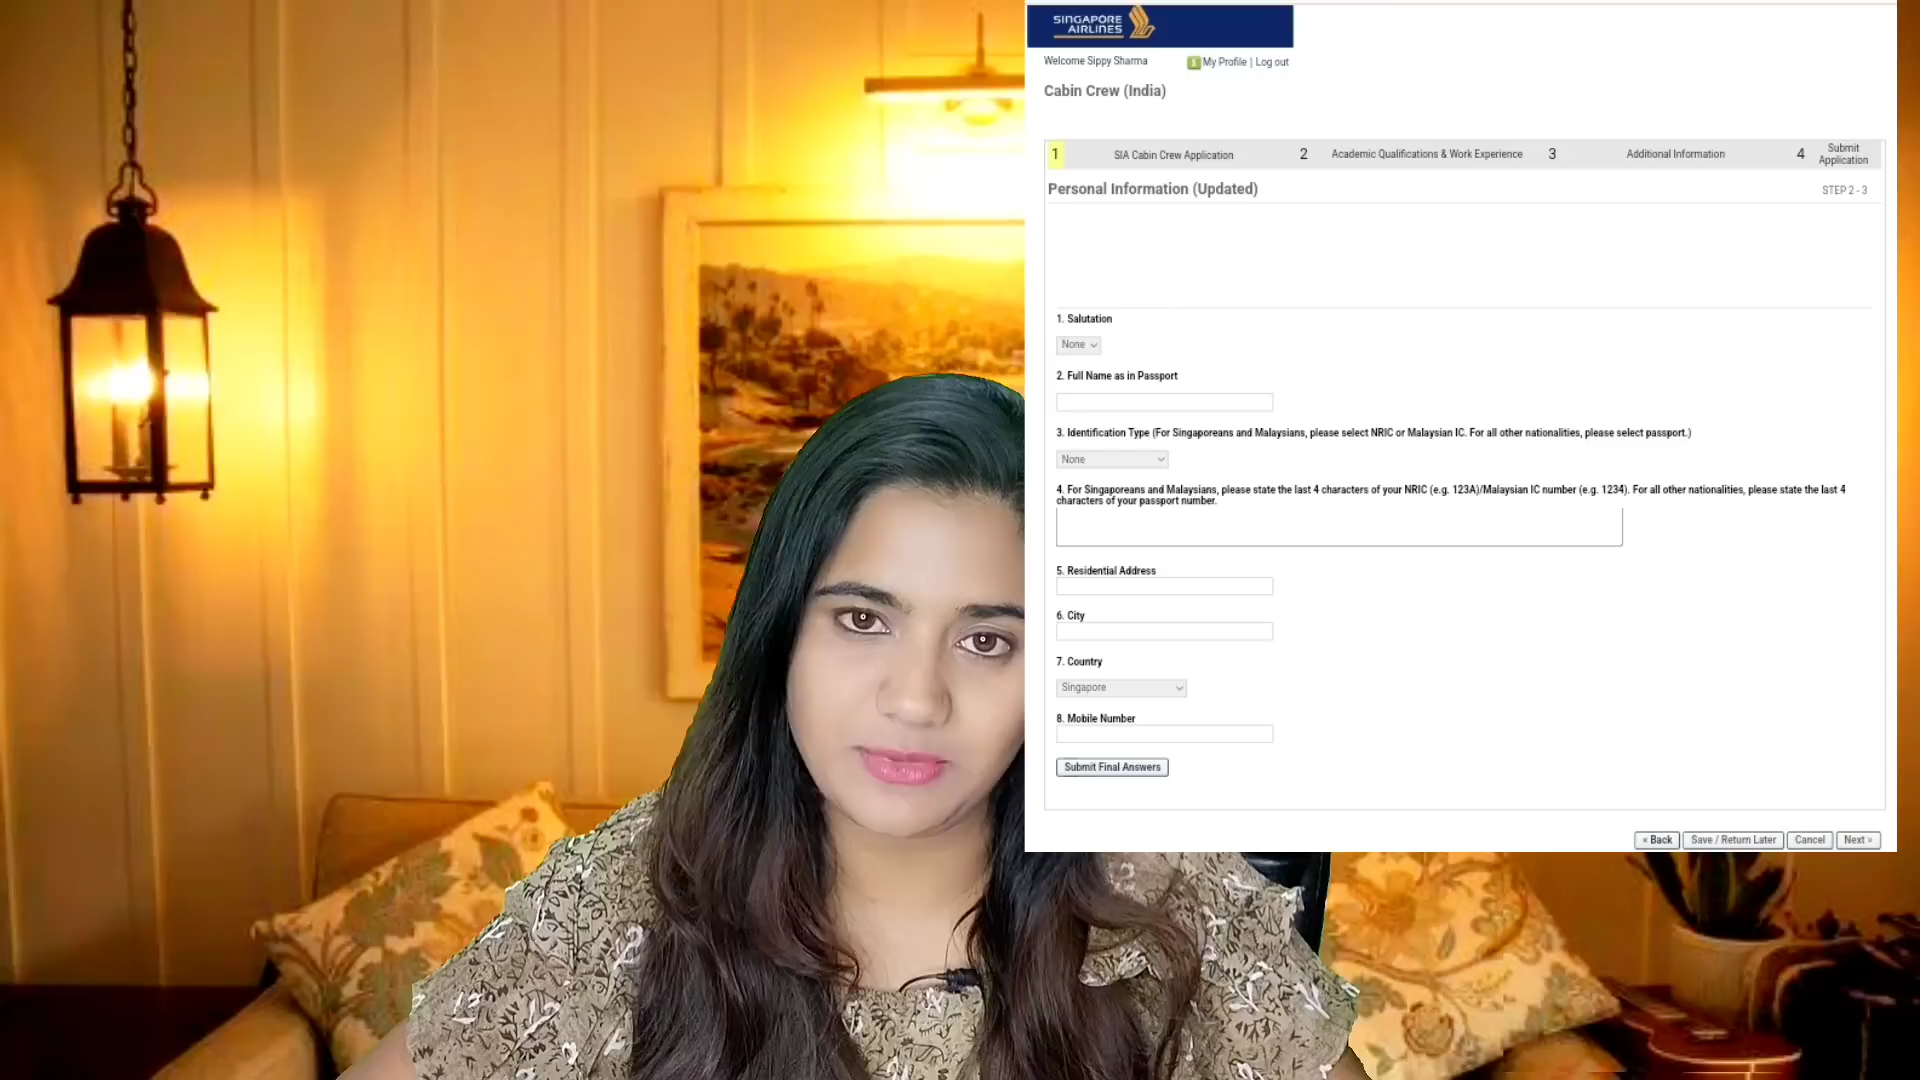 SINGAPORE
AIRLINES
Welcome Sippy Sharma
My Profile | Log out
Cabin Crew (India)
1 SIA Cabin Crew Application 2 Academic Qualifications & Work Experience 3 Additional Information 4 Submit Application
Personal Information (Updated)
STEP 2 - 3
1. Salutation
None
2. Full Name as in Passport
3. Identification Type (For Singaporeans and Malaysians, please select NRIC or Malaysian IC. For all other nationalities, please select passport.)
None
4. For Singaporeans and Malaysians, please state the last 4 characters of your NRIC (e.g. 123A)/Malaysian IC number (e.g. 1234). For all other nationalities, please state the last 4
characters of your passport number.
5. Residential Address
6. City
7. Country
Singapore
8. Mobile Number
Submit Final Answers
« Back Save / Return Later Cancel Next »